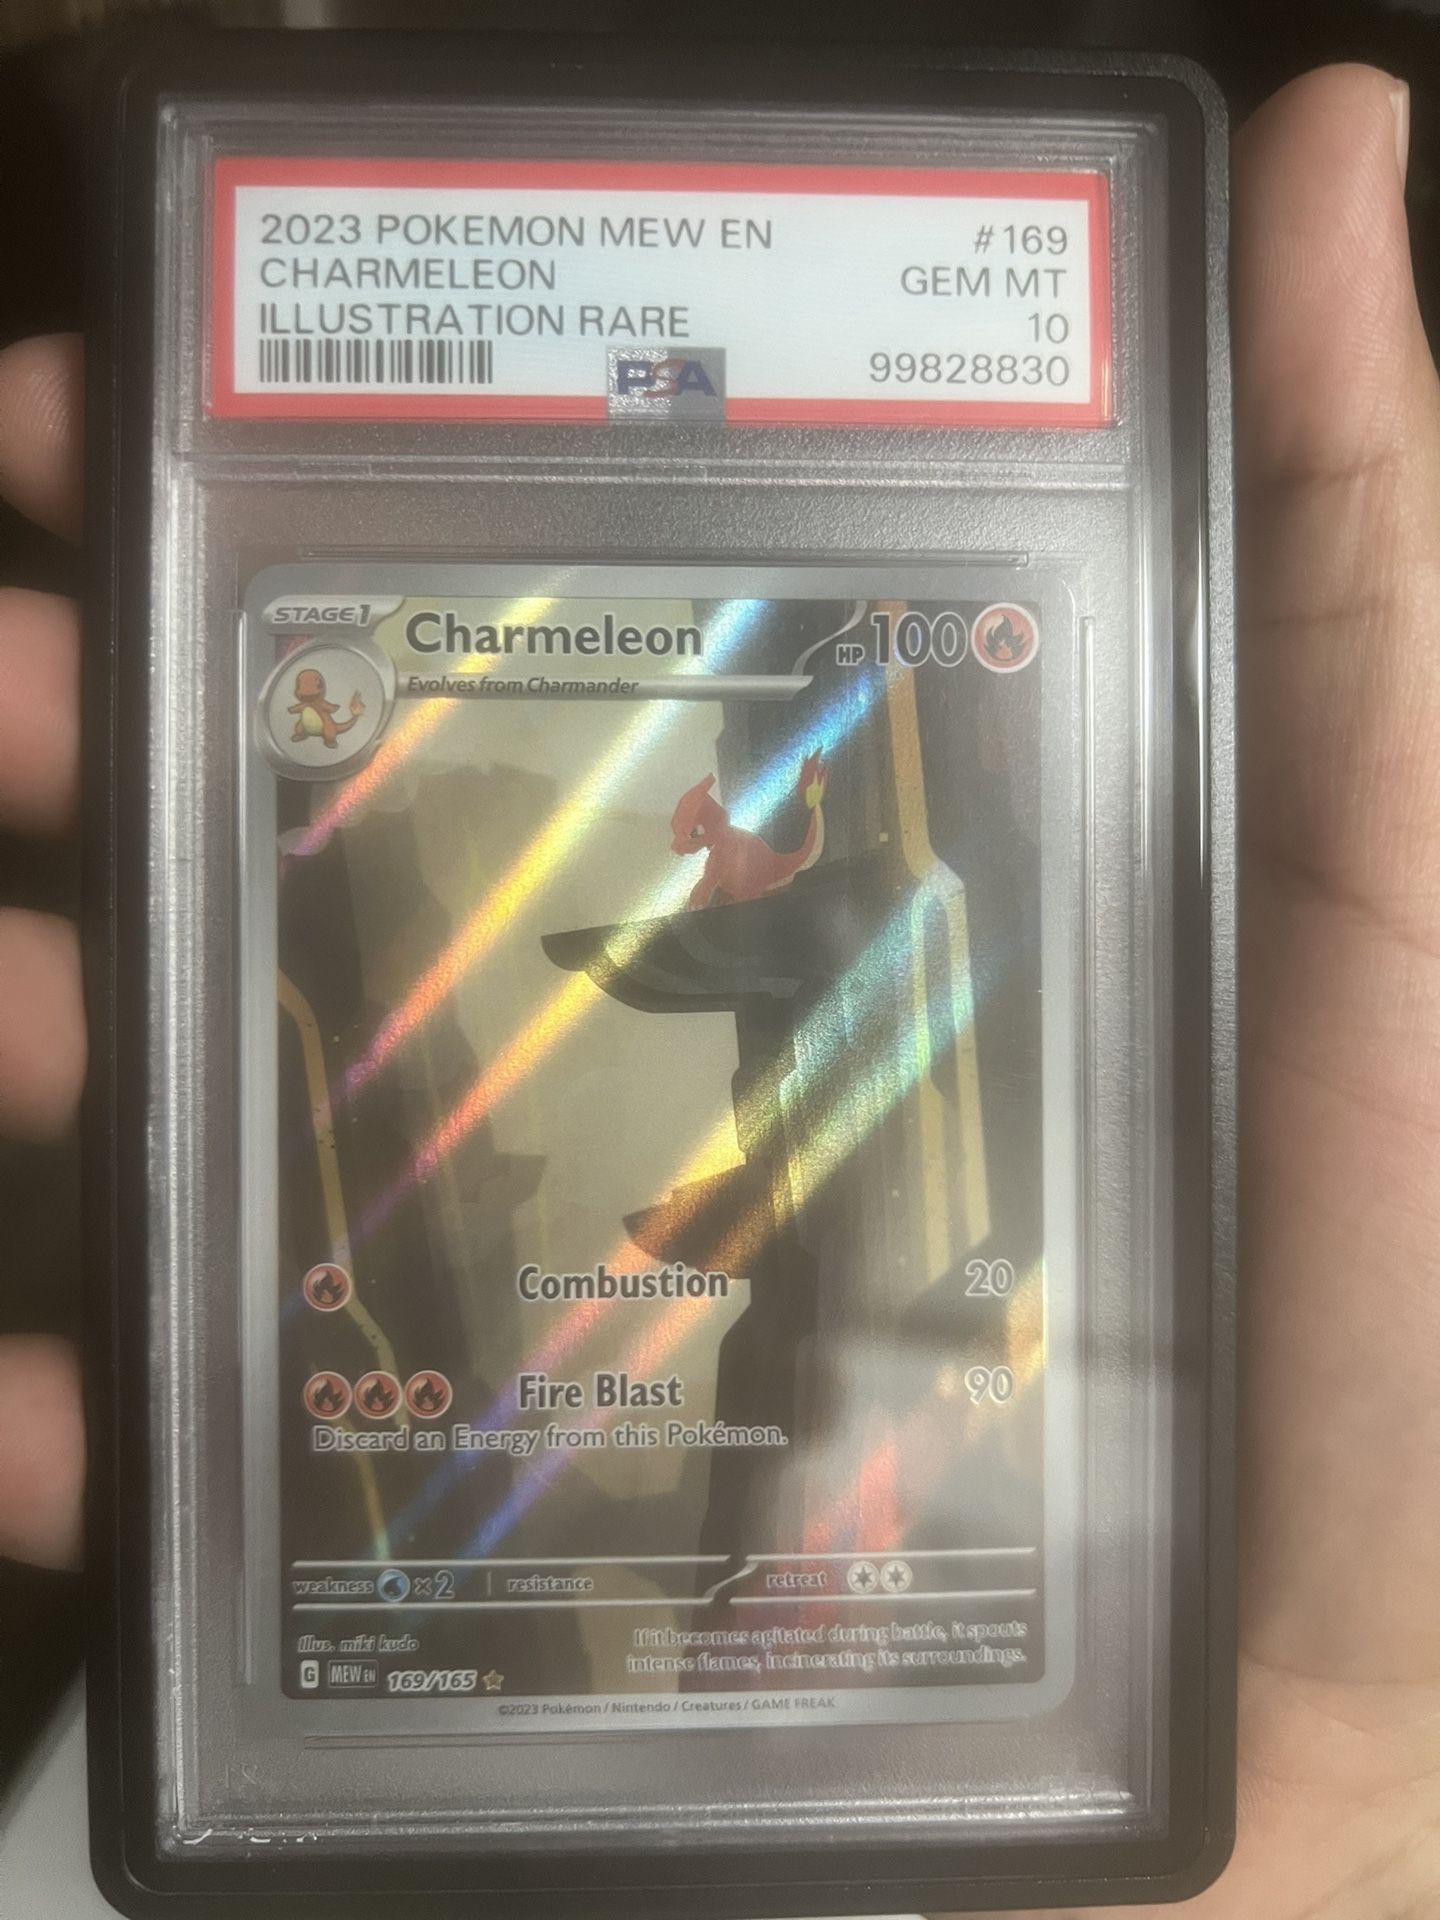 2023 POKEMON MEW EN #169
CHARMELEON GEM MT
ILLUSTRATION RARE 10
PSA 99828830
STAGE 1 Charmeleon HP 100
Evolves from Charmander
Combustion 20
Fire Blast 90
Discard an Energy from this Pokémon.
weakness ×2 resistance retreat
Illus. miki kudo
If it becomes agitated during battle, it spouts
intense flames, incinerating its surroundings.
G MEW EN 169/165
©2023 Pokémon / Nintendo / Creatures / GAME FREAK